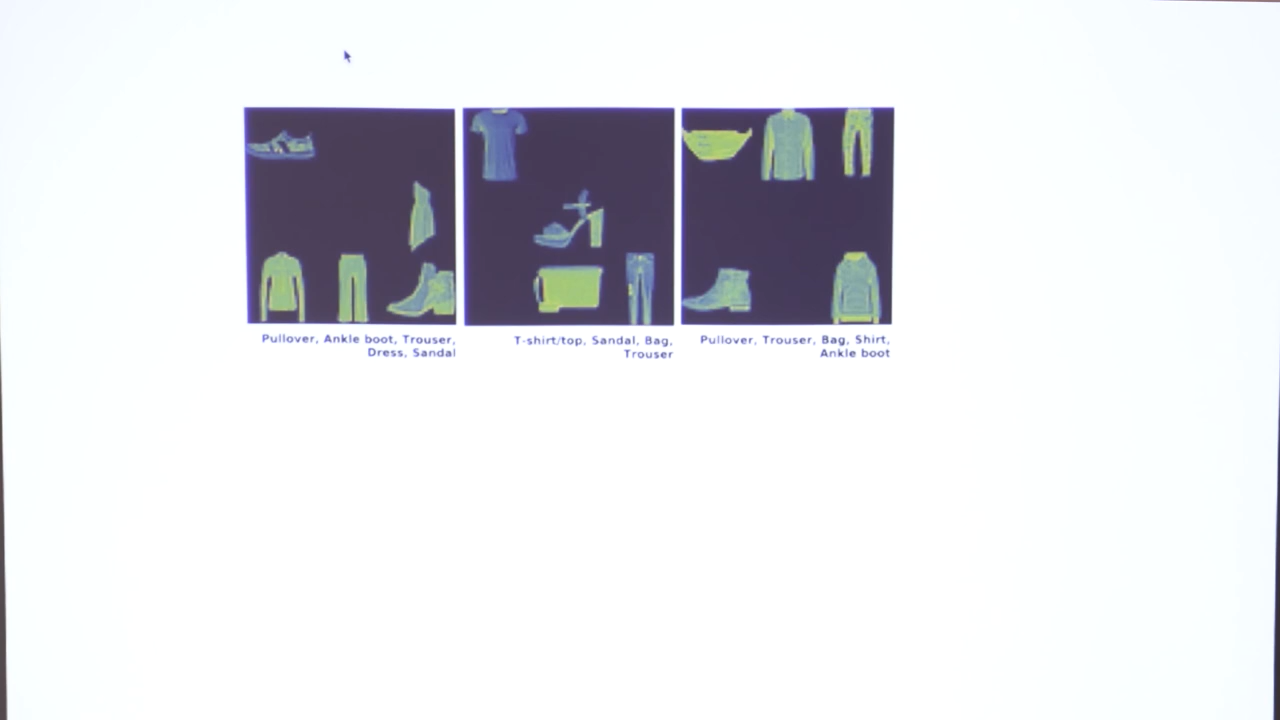 Pullover, Ankle boot, Trouser,
Dress, Sandal
T-shirt/top, Sandal, Bag,
Trouser
Pullover, Trouser, Bag, Shirt,
Ankle boot